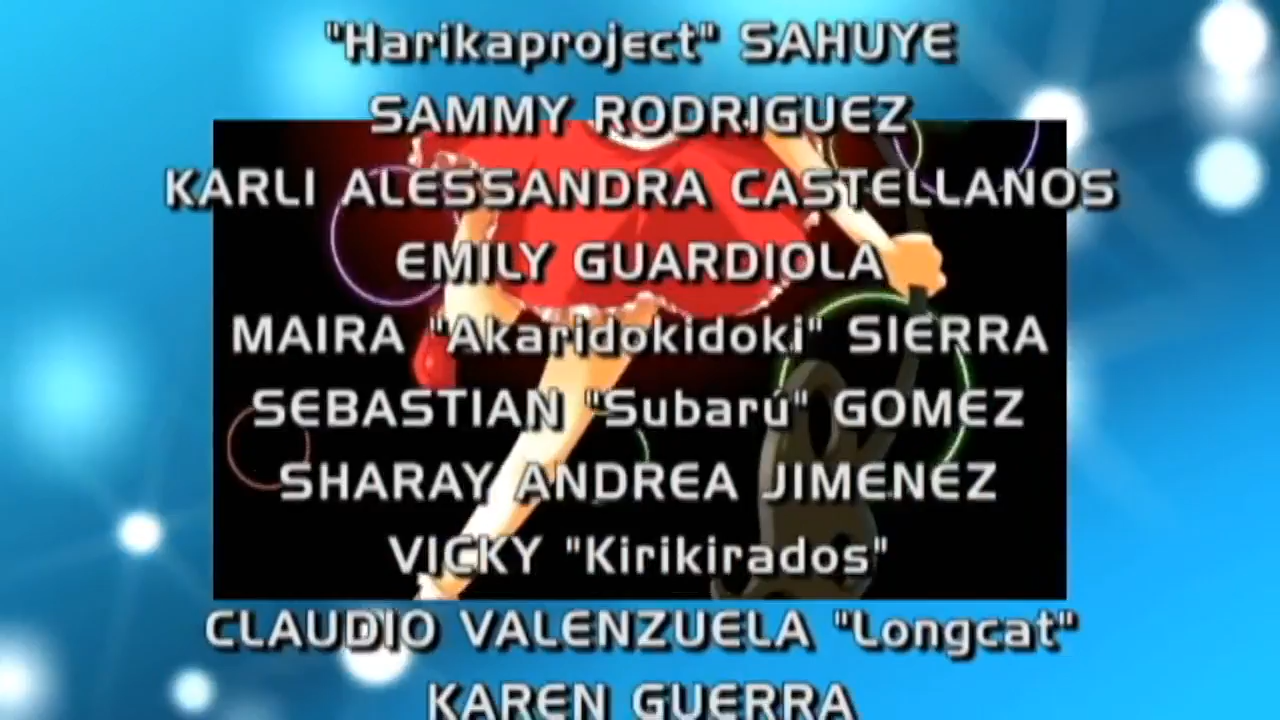 "Harikaproject" SAHUYE
SAMMY RODRIGUEZ
KARLI ALESSANDRA CASTELLANOS
EMILY GUARDIOLA
MAIRA "Akaridokidoki" SIERRA
SEBASTIAN "Subarú" GOMEZ
SHARAY ANDREA JIMENEZ
VICKY "Kirikirados"
CLAUDIO VALENZUELA "Longcat"
KAREN GUERRA